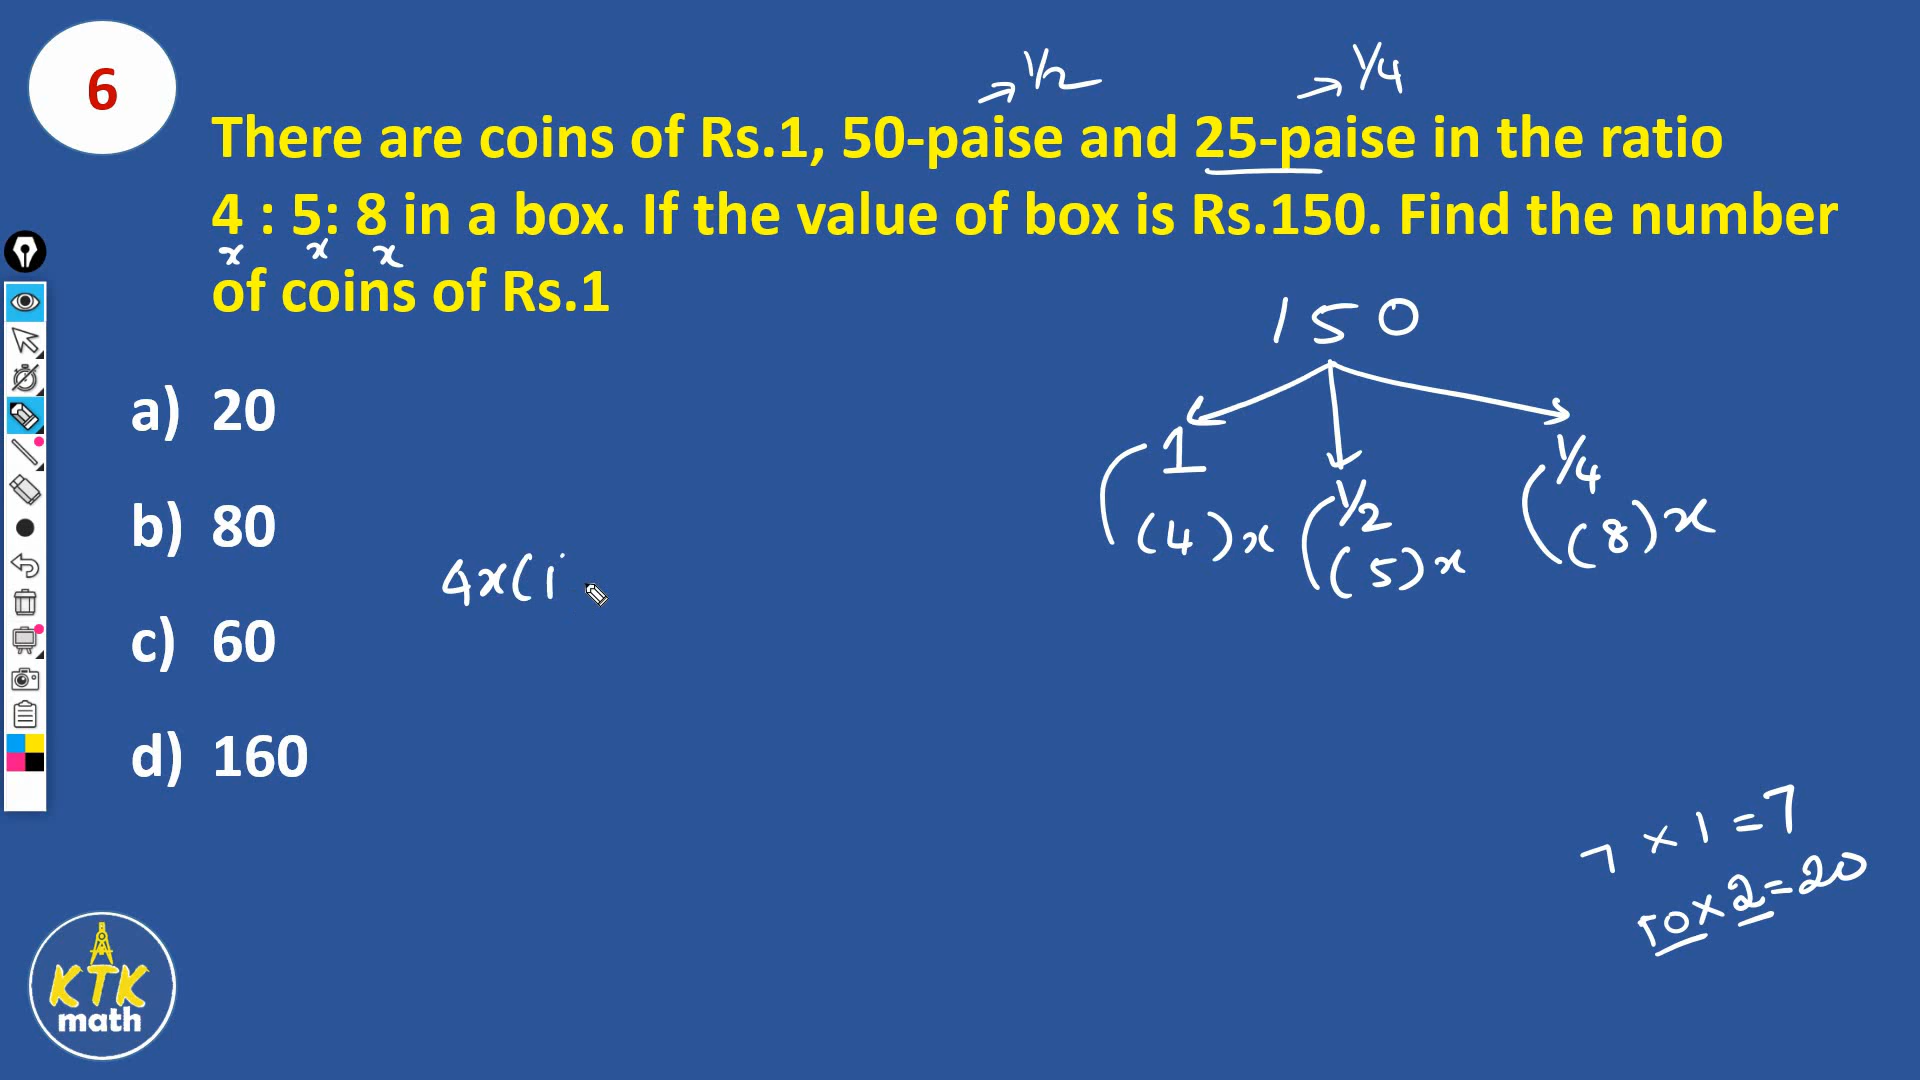 6
1/2
1/4
There are coins of Rs.1, 50-paise and 25-paise in the ratio
4 : 5: 8 in a box. If the value of box is Rs.150. Find the number
x x x
of coins of Rs.1
150
a) 20
1
1/2
1/4
(4)x
(5)x
(8)x
b) 80
4x(1
c) 60
d) 160
7 × 1 = 7
10 × 2 = 20
KTK
math